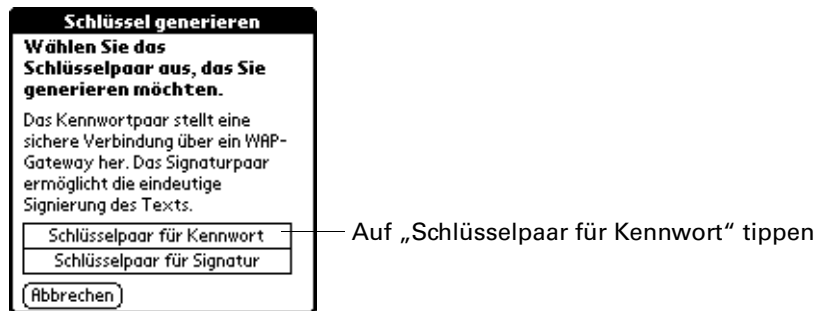 Schlüssel generieren
Wählen Sie das
Schlüsselpaar aus, das Sie
generieren möchten.
Das Kennwortpaar stellt eine
sichere Verbindung über ein WAP-
Gateway her. Das Signaturpaar
ermöglicht die eindeutige
Signierung des Texts.
Schlüsselpaar für Kennwort
Auf „Schlüsselpaar für Kennwort“ tippen
Schlüsselpaar für Signatur
Abbrechen